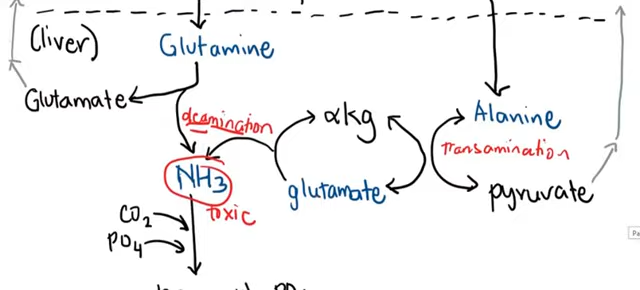 (liver)
Glutamine
Glutamate
deamination
αkg
Alanine
transamination
NH3
glutamate
pyruvate
toxic
CO2
PO4